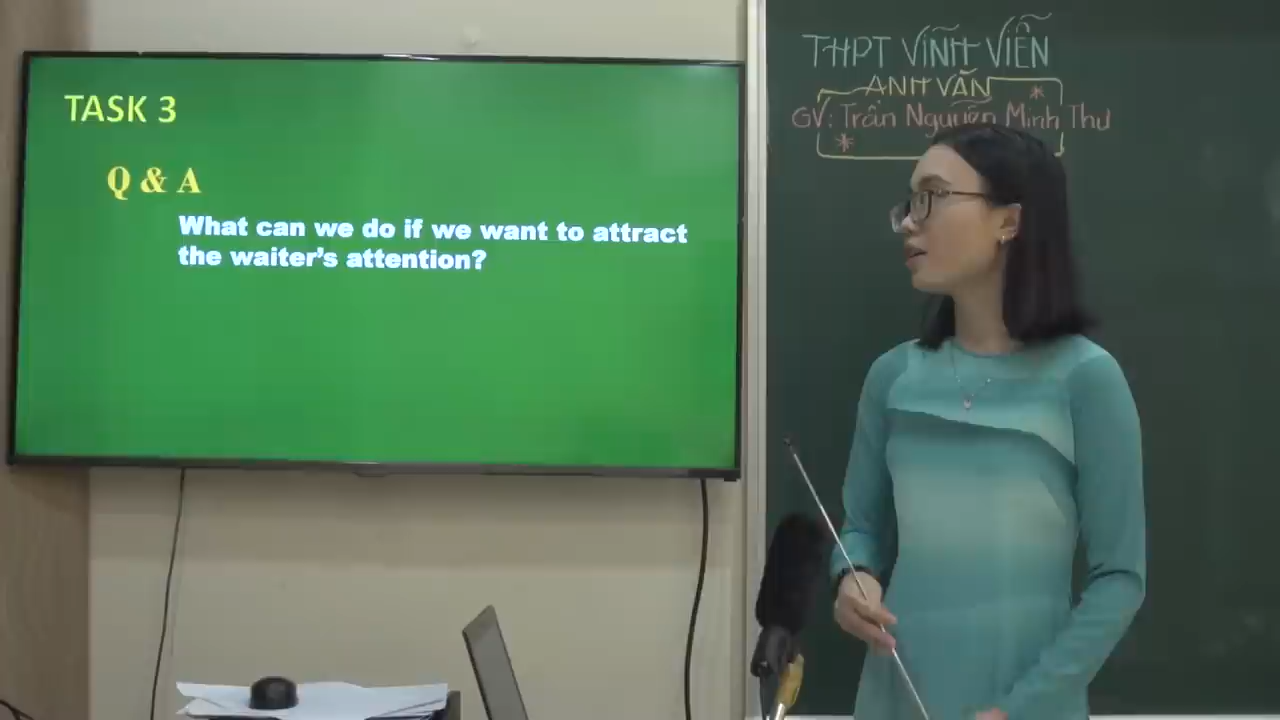 TASK 3
Q & A
What can we do if we want to attract
the waiter's attention?
THPT VĨNH VIỄN
ANH VĂN
GV: Trần Nguyễn Minh Thư